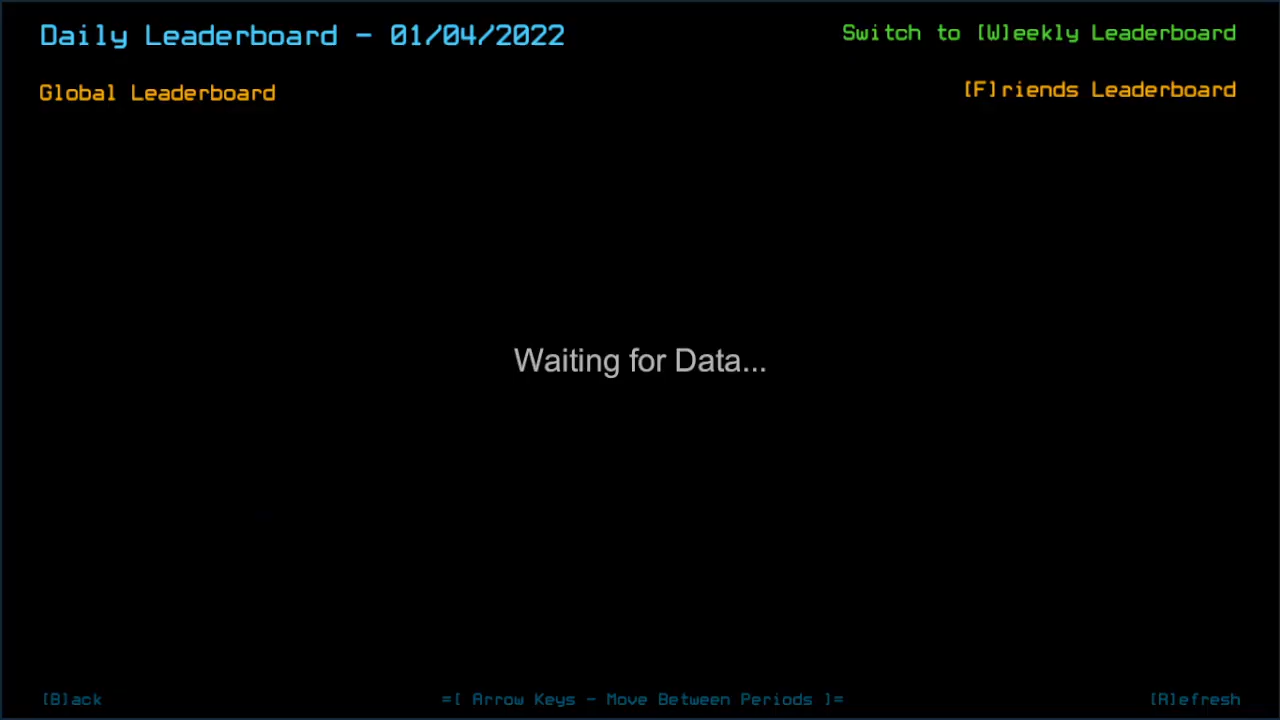 Daily Leaderboard - 01/04/2022
Switch to [W]eekly Leaderboard
Global Leaderboard
[F]riends Leaderboard
Waiting for Data...
[B]ack
=[ Arrow Keys - Move Between Periods ]=
[R]efresh